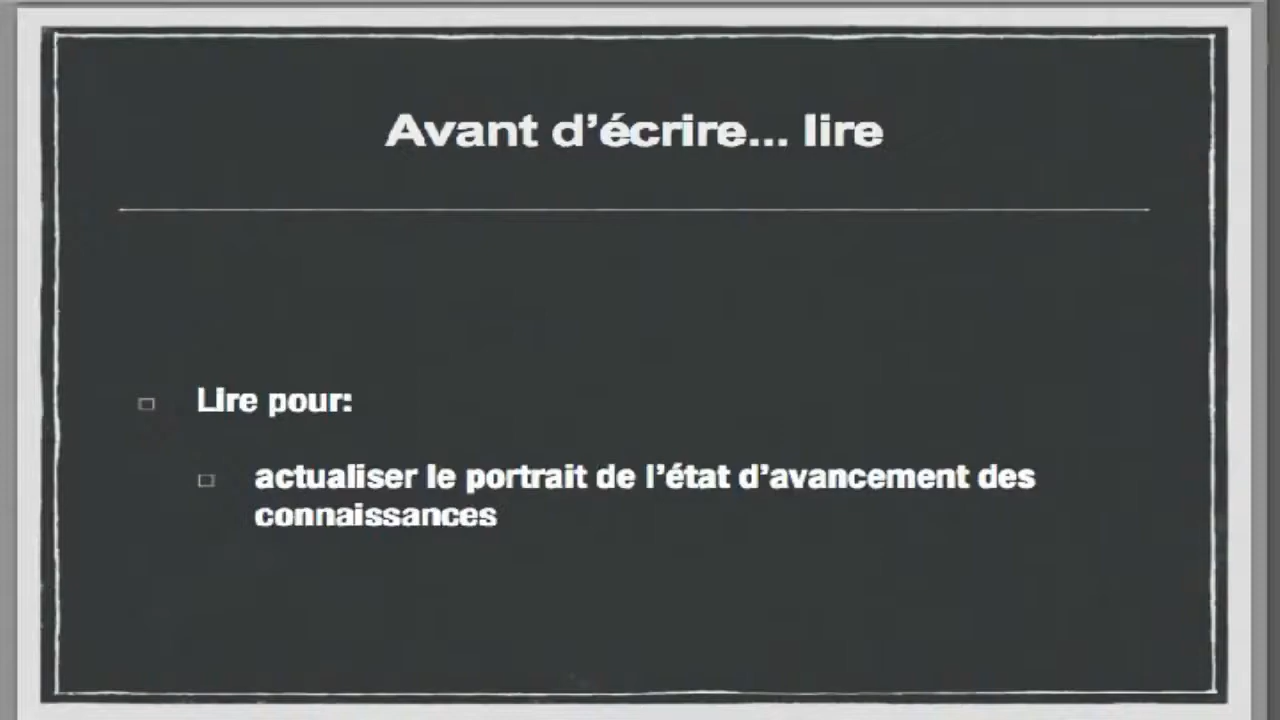 Avant d’écrire... lire
Lire pour:
actualiser le portrait de l’état d’avancement des
connaissances